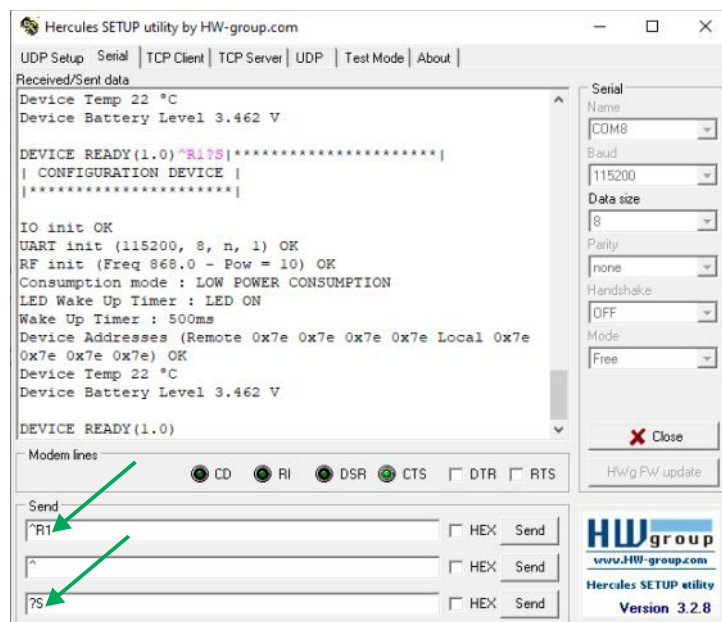 Hercules SETUP utility by HW-group.com
UDP Setup Serial TCP Client TCP Server UDP Test Mode About
Received/Sent data
Device Temp 22 °C
Device Battery Level 3.462 V
DEVICE READY(1.0)^R1?S|***********************|
| CONFIGURATION DEVICE |
|***********************|
IO init OK
UART init (115200, 8, n, 1) OK
RF init (Freq 868.0 - Pow = 10) OK
Consumption mode : LOW POWER CONSUMPTION
LED Wake Up Timer : LED ON
Wake Up Timer : 500ms
Device Addresses (Remote 0x7e 0x7e 0x7e 0x7e Local 0x7e
0x7e 0x7e 0x7e) OK
Device Temp 22 °C
Device Battery Level 3.462 V
DEVICE READY(1.0)
Serial
Name
COM8
Baud
115200
Data size
8
Parity
none
Handshake
OFF
Mode
Free
Close
HWg FW update
Modem lines
CD RI DSR CTS DTR RTS
Send
^R1 HEX Send
^ HEX Send
?S HEX Send
HW group
www.HW-group.com
Hercules SETUP utility
Version 3.2.8